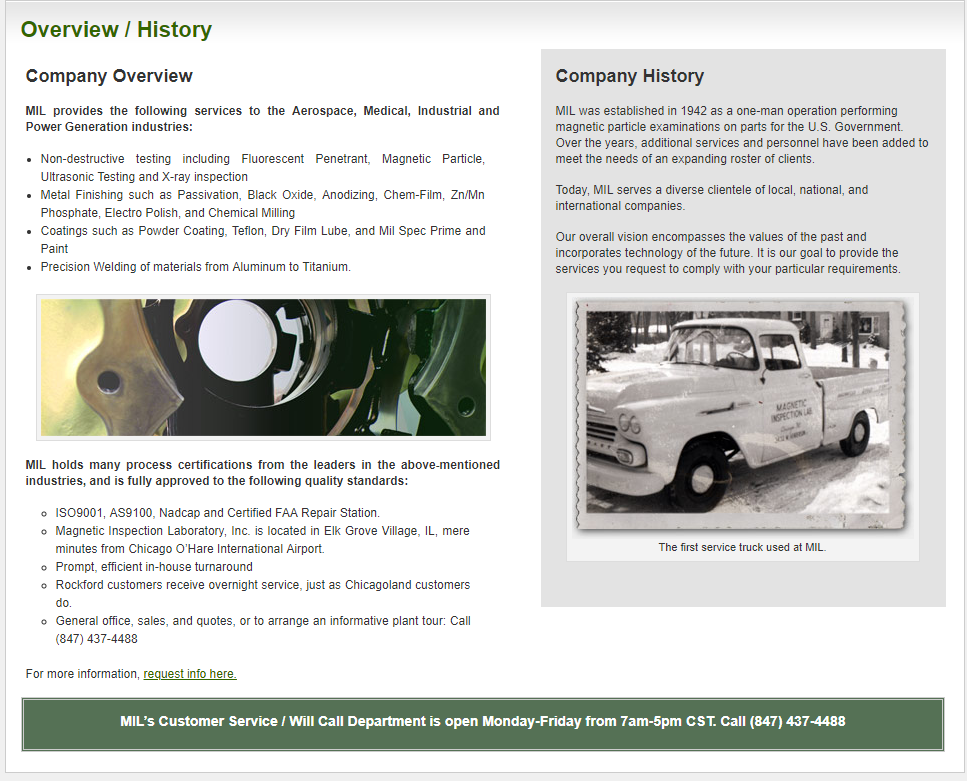 Overview / History
Company Overview
MIL provides the following services to the Aerospace, Medical, Industrial and
Power Generation industries:
Non-destructive testing including Fluorescent Penetrant, Magnetic Particle,
Ultrasonic Testing and X-ray inspection
Metal Finishing such as Passivation, Black Oxide, Anodizing, Chem-Film, Zn/Mn
Phosphate, Electro Polish, and Chemical Milling
Coatings such as Powder Coating, Teflon, Dry Film Lube, and Mil Spec Prime and
Paint
Precision Welding of materials from Aluminum to Titanium.
MIL holds many process certifications from the leaders in the above-mentioned
industries, and is fully approved to the following quality standards:
ISO9001, AS9100, Nadcap and Certified FAA Repair Station.
Magnetic Inspection Laboratory, Inc. is located in Elk Grove Village, IL, mere
minutes from Chicago O'Hare International Airport.
Prompt, efficient in-house turnaround
Rockford customers receive overnight service, just as Chicagoland customers
do.
General office, sales, and quotes, or to arrange an informative plant tour: Call
(847) 437-4488
For more information, request info here.
Company History
MIL was established in 1942 as a one-man operation performing
magnetic particle examinations on parts for the U.S. Government.
Over the years, additional services and personnel have been added to
meet the needs of an expanding roster of clients.
Today, MIL serves a diverse clientele of local, national, and
international companies.
Our overall vision encompasses the values of the past and
incorporates technology of the future. It is our goal to provide the
services you request to comply with your particular requirements.
MAGNETIC
INSPECTION LAB.
The first service truck used at MIL.
MIL's Customer Service / Will Call Department is open Monday-Friday from 7am-5pm CST. Call (847) 437-4488